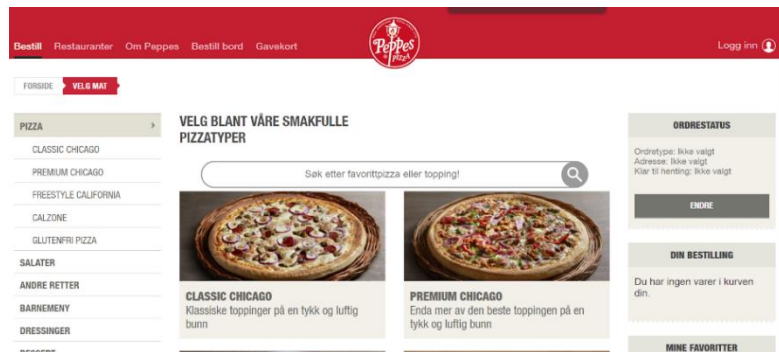 Bestill Restauranter Om Peppes Bestill bord Gavekort
Peppes
PIZZA
Logg inn
FORSIDE VELG MAT
PIZZA
CLASSIC CHICAGO
PREMIUM CHICAGO
FREESTYLE CALIFORNIA
CALZONE
GLUTENFRI PIZZA
SALATER
ANDRE RETTER
BARNEMENY
DRESSINGER
DESSERT
VELG BLANT VÅRE SMAKFULLE
PIZZATYPER
Søk etter favorittpizza eller topping!
CLASSIC CHICAGO
Klassiske toppinger på en tykk og luftig
bunn
PREMIUM CHICAGO
Enda mer av den beste toppingen på en
tykk og luftig bunn
ORDRESTATUS
Ordretype: Ikke valgt
Adresse: Ikke valgt
Klar til henting: Ikke valgt
ENDRE
DIN BESTILLING
Du har ingen varer i kurven
din.
MINE FAVORITTER